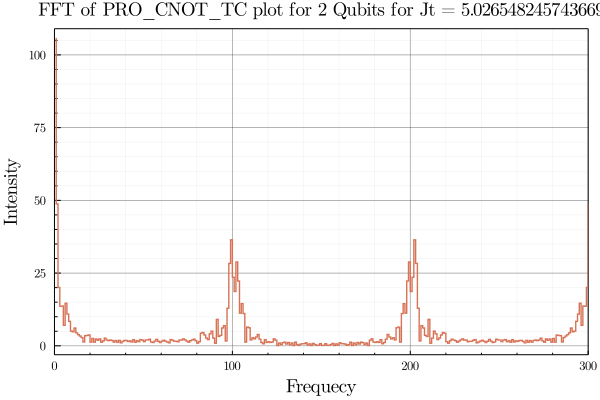 FFT of PRO_CNOT_TC plot for 2 Qubits for Jt = 5.026548245743669
Intensity
100
75
50
25
0
0 100 200 300
Frequecy